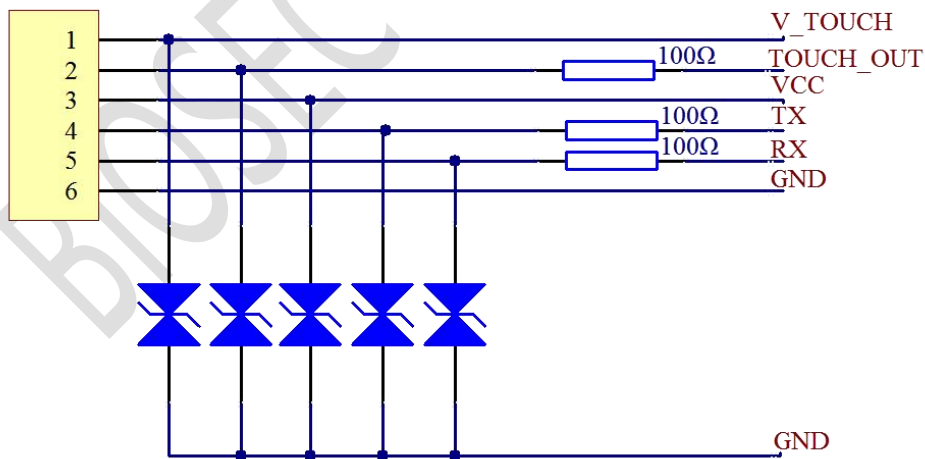 1 V_TOUCH
2 100Ω TOUCH_OUT
3 VCC
4 100Ω TX
5 100Ω RX
6 GND
GND
BIOSEC